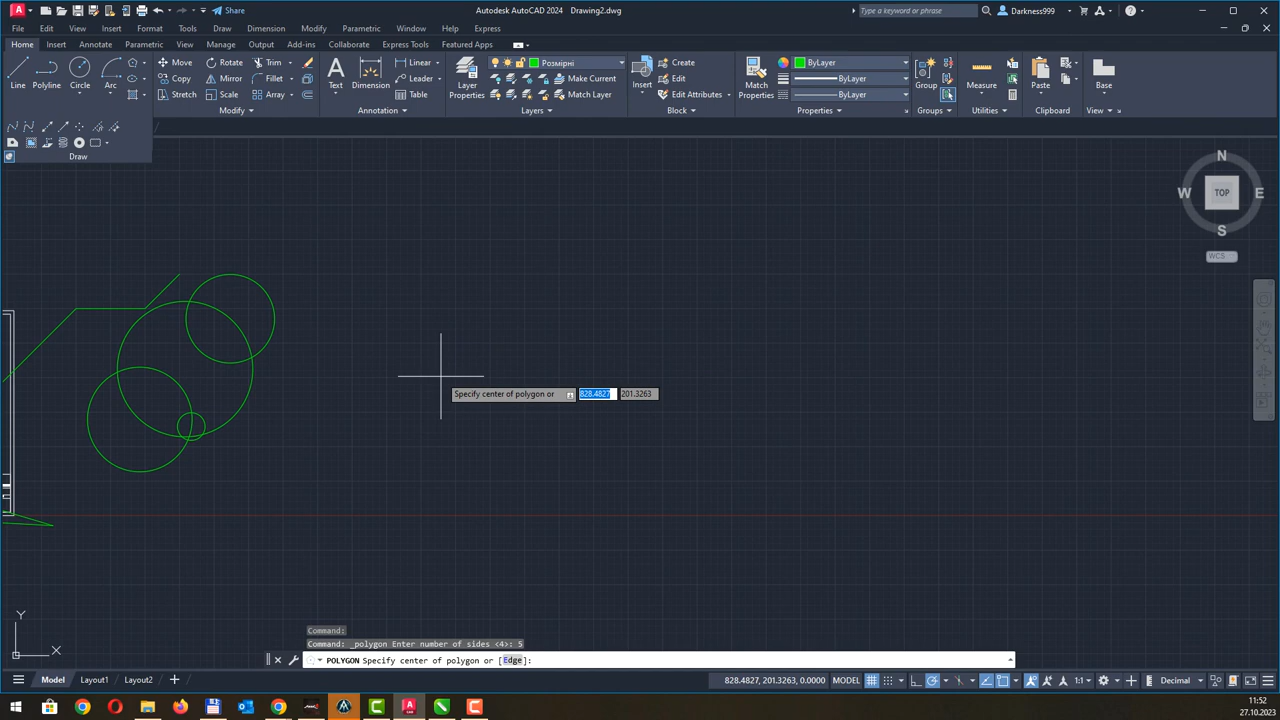 Share
Autodesk AutoCAD 2024 Drawing2.dwg
Type a keyword or phrase
Darkness999
File Edit View Insert Format Tools Draw Dimension Modify Parametric Window Help Express
Home Insert Annotate Parametric View Manage Output Add-ins Collaborate Express Tools Featured Apps
Line Polyline Circle Arc
Move Rotate Trim
Copy Mirror Fillet
Stretch Scale Array
Modify
Text Dimension
Linear
Leader
Table
Annotation
Layer Properties
Розмірні
Make Current
Match Layer
Layers
Insert
Create
Edit
Edit Attributes
Block
Match Properties
ByLayer
ByLayer
ByLayer
Properties
Group
Groups
Measure
Utilities
Paste
Clipboard
Base
View
Draw
N
W TOP E
S
WCS
Specify center of polygon or 828.4827 201.3263
Y
X
Command:
Command: _polygon Enter number of sides <4>: 5
POLYGON Specify center of polygon or [Edge]:
Model Layout1 Layout2
828.4827, 201.3263, 0.0000 MODEL 1:1 Decimal
11:52
27.10.2023